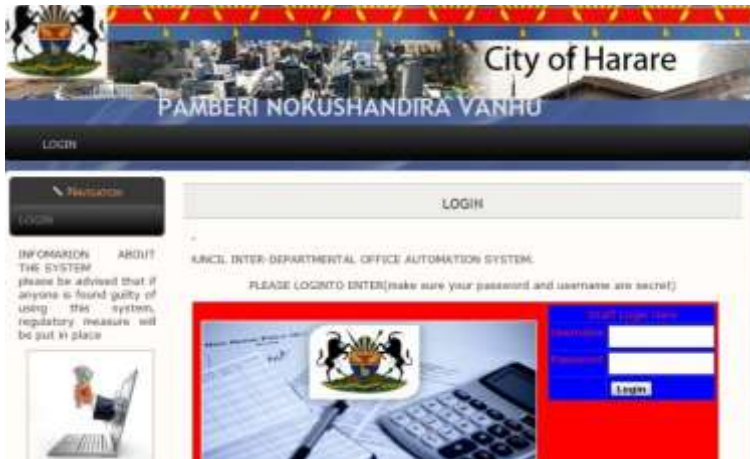 City of Harare
PAMBERI NOKUSHANDIRA VANHU
LOGIN
Navigation
LOGIN
LOGIN
INFOMARION ABOUT
THE SYSTEM
please be advised that if
anyone is found guilty of
using this system,
regulatory measure will
be put in place
UNCIL INTER-DEPARTMENTAL OFFICE AUTOMATION SYSTEM.
PLEASE LOGINTO ENTER(make sure your password and username are secret)
Staff Login Here
Username
Password
Login